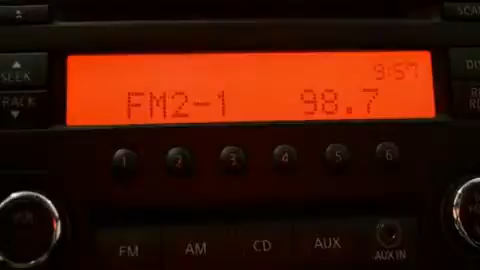 SCAN
9:57
SEEK
DIS
FM2-1 98.7
TRACK
1 2 3 4 5 6
FM AM CD AUX
AUX IN